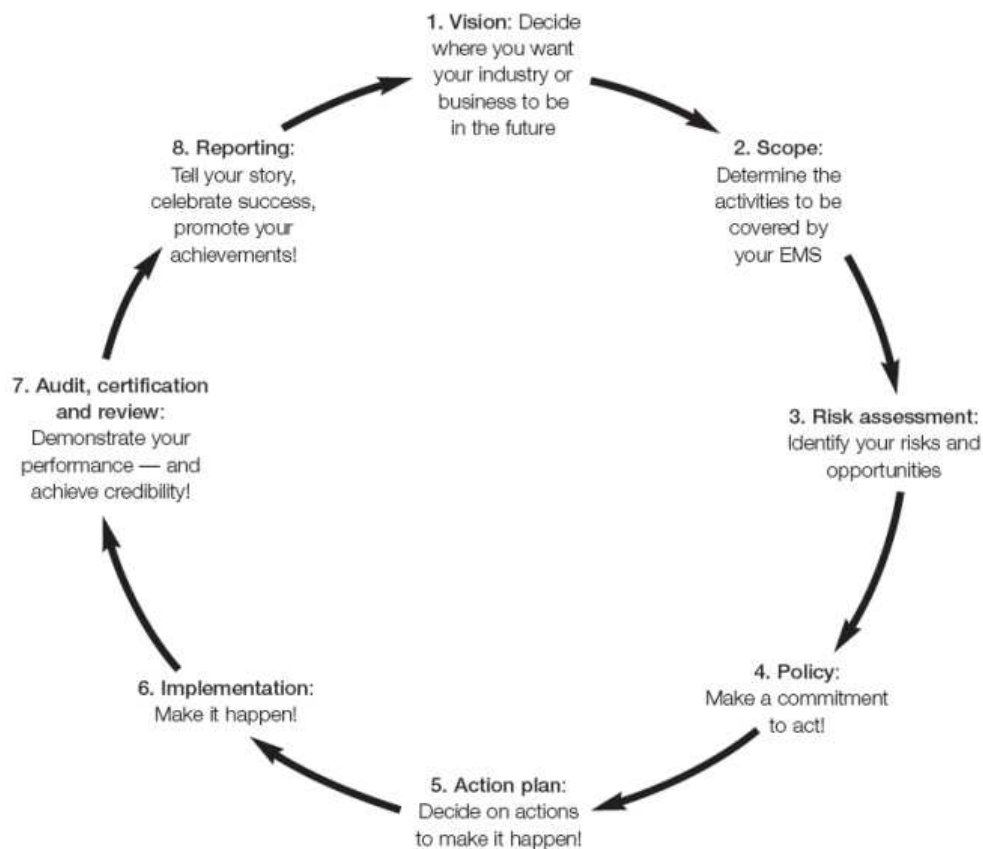 1. Vision: Decide
where you want
your industry or
business to be
in the future
2. Scope:
Determine the
activities to be
covered by
your EMS
3. Risk assessment:
Identify your risks and
opportunities
4. Policy:
Make a commitment
to act!
5. Action plan:
Decide on actions
to make it happen!
6. Implementation:
Make it happen!
7. Audit, certification
and review:
Demonstrate your
performance — and
achieve credibility!
8. Reporting:
Tell your story,
celebrate success,
promote your
achievements!